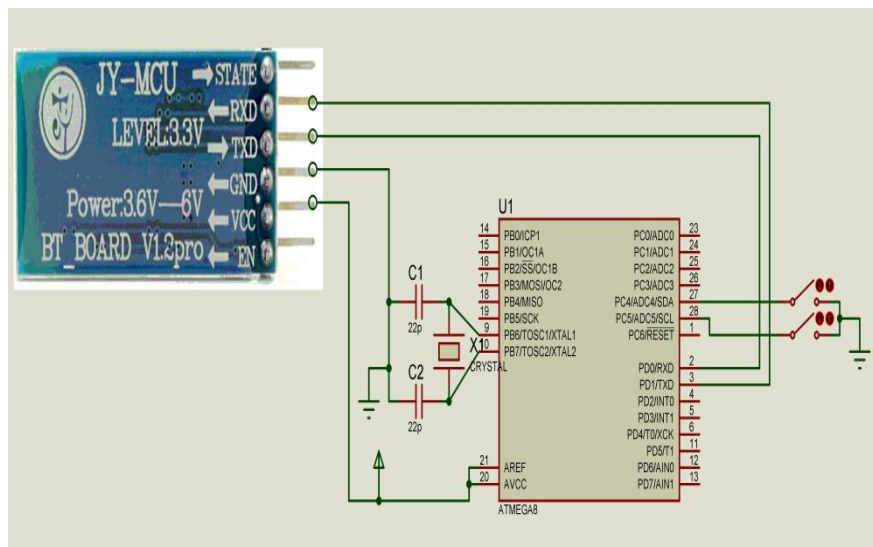 JY-MCU
STATE
RXD
LEVEL:3.3V
TXD
GND
Power:3.6V—6V
VCC
BT_BOARD V1.2pro
EN
C1
22p
X1
CRYSTAL
C2
22p
U1
14 PB0/ICP1 PC0/ADC0 23
15 PB1/OC1A PC1/ADC1 24
16 PB2/SS/OC1B PC2/ADC2 25
17 PB3/MOSI/OC2 PC3/ADC3 26
18 PB4/MISO PC4/ADC4/SDA 27
19 PB5/SCK PC5/ADC5/SCL 28
9 PB6/TOSC1/XTAL1 PC6/RESET 1
10 PB7/TOSC2/XTAL2
PD0/RXD 2
PD1/TXD 3
PD2/INT0 4
PD3/INT1 5
PD4/T0/XCK 6
PD5/T1 11
21 AREF PD6/AIN0 12
20 AVCC PD7/AIN1 13
ATMEGA8